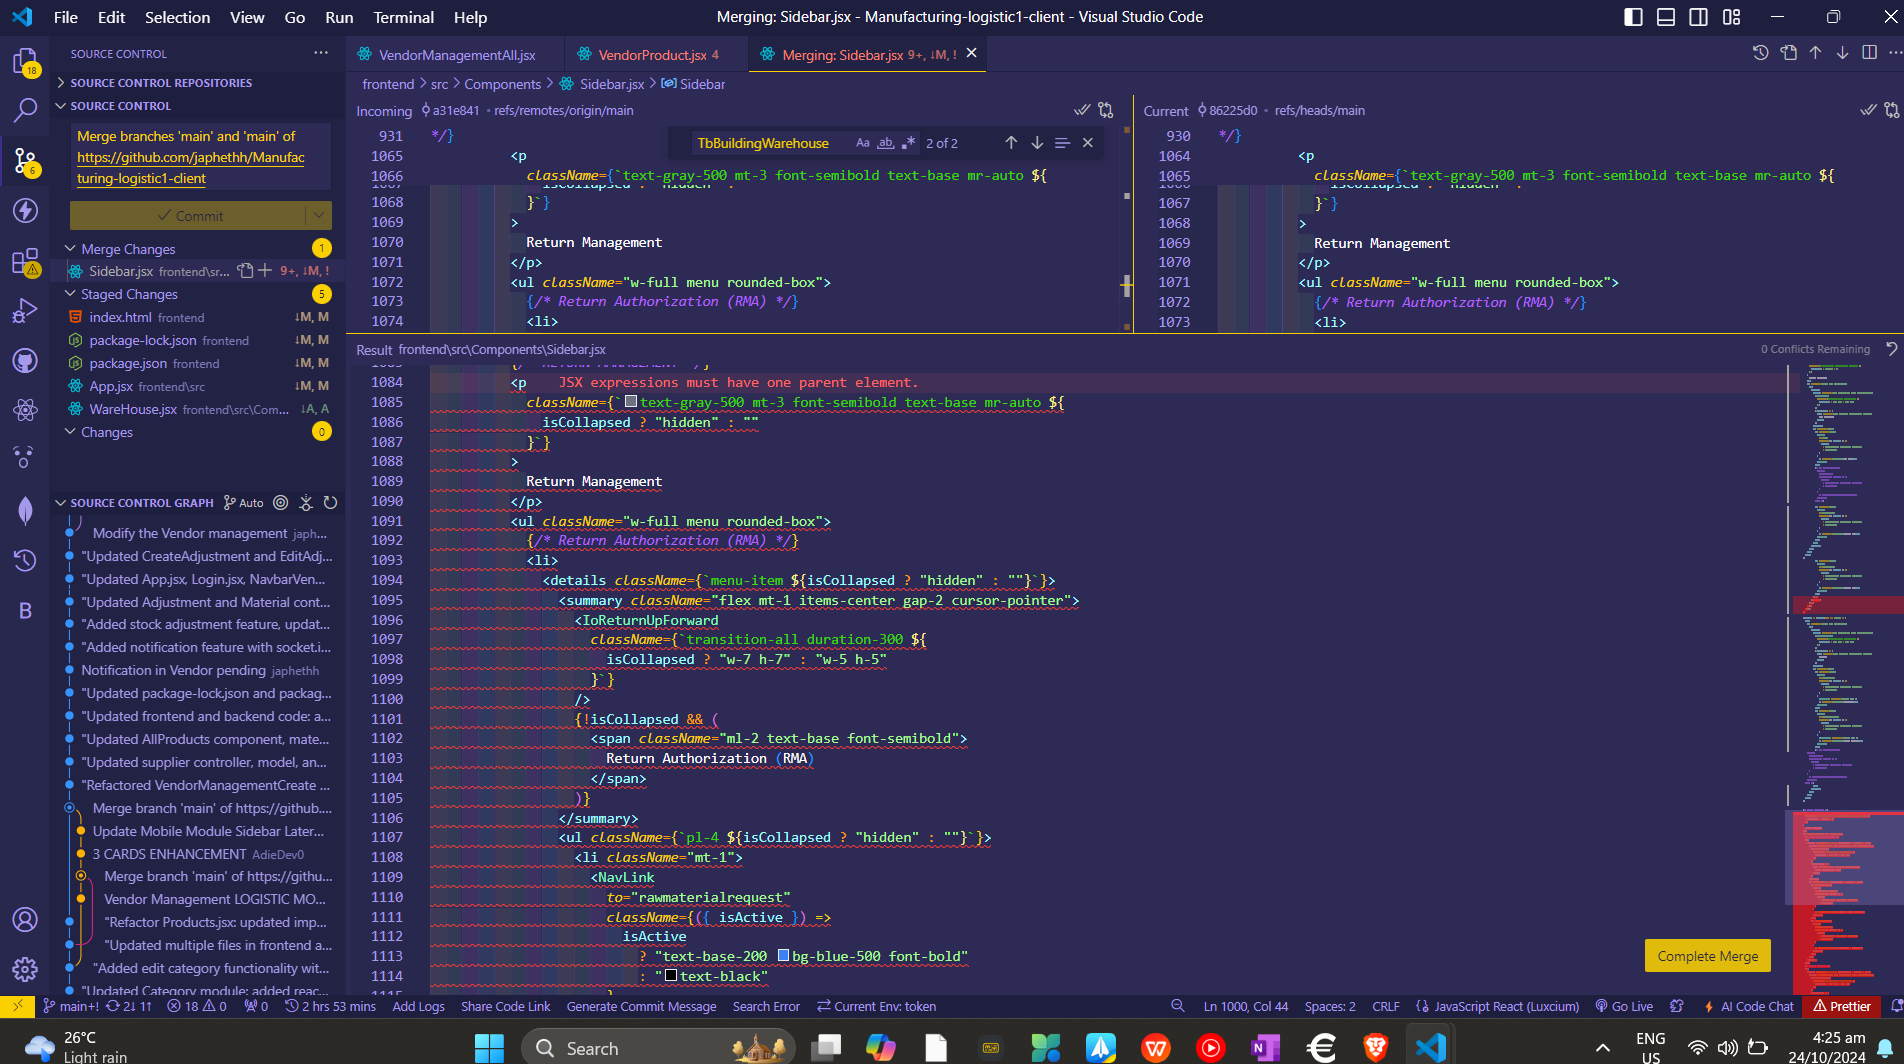 File Edit Selection View Go Run Terminal Help
Merging: Sidebar.jsx - Manufacturing-logistic1-client - Visual Studio Code
SOURCE CONTROL
VendorManagementAll.jsx
VendorProduct.jsx 4
Merging: Sidebar.jsx 9+, ↓M, !
SOURCE CONTROL REPOSITORIES
SOURCE CONTROL
frontend > src > Components > Sidebar.jsx > Sidebar
Incoming a31e841 • refs/remotes/origin/main
Current 86225d0 • refs/heads/main
Merge branches 'main' and 'main' of
https://github.com/japhethh/Manufac
turing-logistic1-client
Commit
Merge Changes 1
Sidebar.jsx frontend\sr... 9+, ↓M, !
Staged Changes 5
index.html frontend ↓M, M
package-lock.json frontend ↓M, M
package.json frontend ↓M, M
App.jsx frontend\src ↓M, M
WareHouse.jsx frontend\src\Com... ↓A, A
Changes 0
TbBuildingWarehouse Aa ab 2 of 2
931 */}
1065 <p
1066 className={`text-gray-500 mt-3 font-semibold text-base mr-auto ${
1068 }`}
1069 >
1070 Return Management
1071 </p>
1072 <ul className="w-full menu rounded-box">
1073 {/* Return Authorization (RMA) */}
1074 <li>
930 */}
1064 <p
1065 className={`text-gray-500 mt-3 font-semibold text-base mr-auto ${
1067 }`}
1068 >
1069 Return Management
1070 </p>
1071 <ul className="w-full menu rounded-box">
1072 {/* Return Authorization (RMA) */}
1073 <li>
Result frontend\src\Components\Sidebar.jsx
0 Conflicts Remaining
1084 <p JSX expressions must have one parent element.
1085 className={`text-gray-500 mt-3 font-semibold text-base mr-auto ${
1086 isCollapsed ? "hidden" : ""
1087 }`}
1088 >
1089 Return Management
1090 </p>
1091 <ul className="w-full menu rounded-box">
1092 {/* Return Authorization (RMA) */}
1093 <li>
1094 <details className={`menu-item ${isCollapsed ? "hidden" : ""}`}>
1095 <summary className="flex mt-1 items-center gap-2 cursor-pointer">
1096 <IoReturnUpForward
1097 className={`transition-all duration-300 ${
1098 isCollapsed ? "w-7 h-7" : "w-5 h-5"
1099 }`}
1100 />
1101 {!isCollapsed && (
1102 <span className="ml-2 text-base font-semibold">
1103 Return Authorization (RMA)
1104 </span>
1105 )}
1106 </summary>
1107 <ul className={`pl-4 ${isCollapsed ? "hidden" : ""}`}>
1108 <li className="mt-1">
1109 <NavLink
1110 to="rawmaterialrequest"
1111 className={({ isActive }) =>
1112 isActive
1113 ? "text-base-200 bg-blue-500 font-bold"
1114 : "text-black"
Complete Merge
SOURCE CONTROL GRAPH Auto
Modify the Vendor management japh...
"Updated CreateAdjustment and EditAdj...
"Updated App.jsx, Login.jsx, NavbarVen...
"Updated Adjustment and Material cont...
"Added stock adjustment feature, updat...
"Added notification feature with socket.i...
Notification in Vendor pending japhethh
"Updated package-lock.json and packag...
"Updated frontend and backend code: a...
"Updated AllProducts component, mate...
"Updated supplier controller, model, an...
"Refactored VendorManagementCreate ...
Merge branch 'main' of https://github....
Update Mobile Module Sidebar Later...
3 CARDS ENHANCEMENT AdieDev0
Merge branch 'main' of https://githu...
Vendor Management LOGISTIC MO...
"Refactor Products.jsx: updated imp...
"Updated multiple files in frontend a...
"Added edit category functionality wit...
"Updated Category module: added reac...
18
6
B
main+! 2↓ 1↑ 18 0 0 2 hrs 53 mins Add Logs Share Code Link Generate Commit Message Search Error Current Env: token
Ln 1000, Col 44 Spaces: 2 CRLF JavaScript React (Luxcium) Go Live AI Code Chat Prettier
26°C
Light rain
Search
ENG
US
4:25 am
24/10/2024